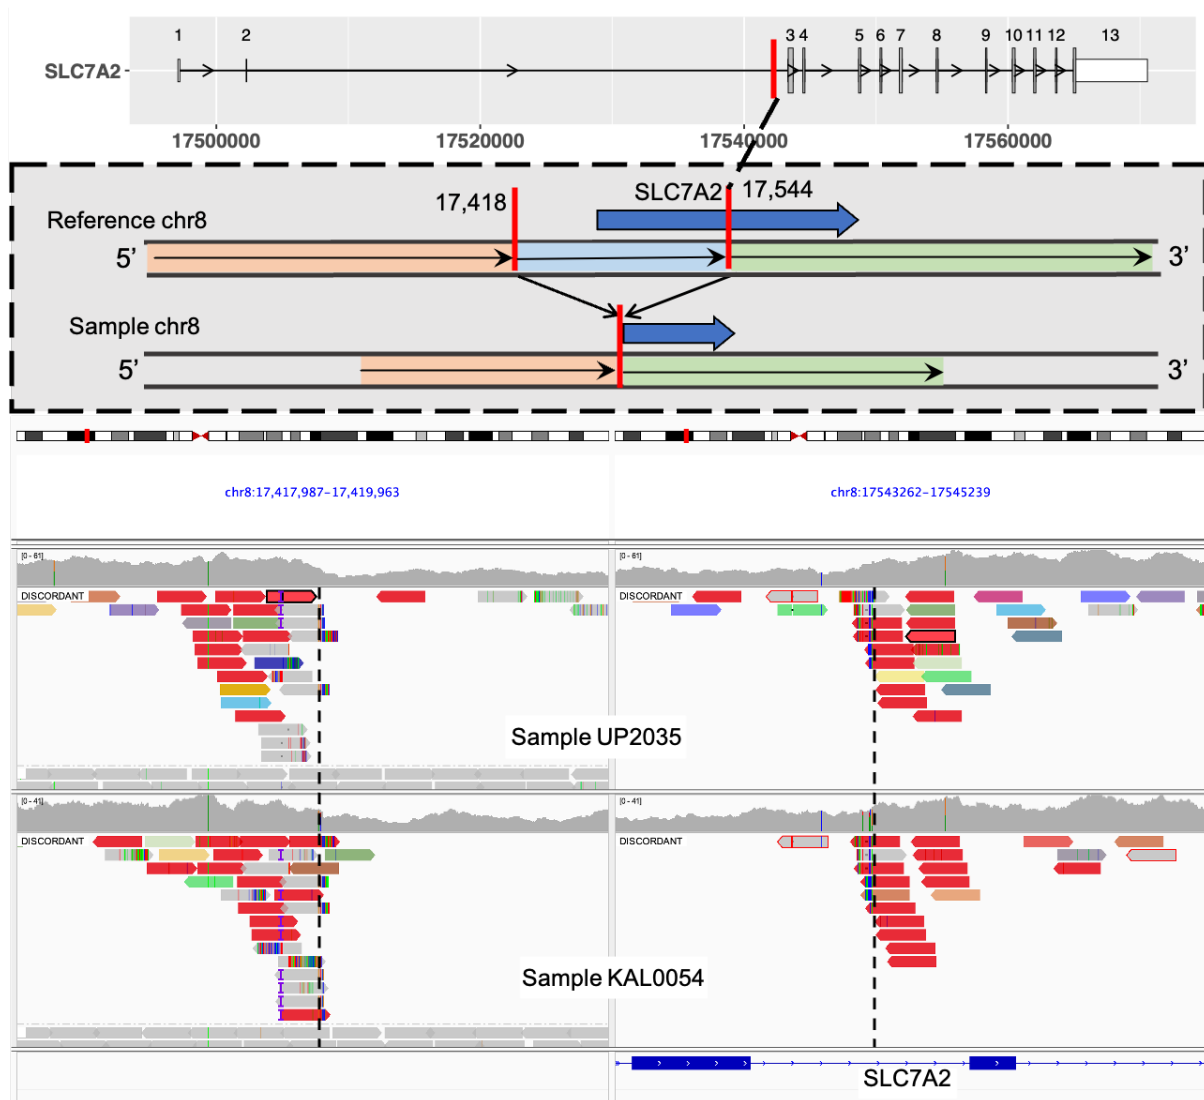 1 2 3 4 5 6 7 8 9 10 11 12 13
SLC7A2
17500000 17520000 17540000 17560000
17,418 SLC7A2 17,544
Reference chr8
5’ 3’
Sample chr8
5’ 3’
chr8:17,417,987-17,419,963 chr8:17543262-17545239
[0 - 61] [0 - 61]
DISCORDANT DISCORDANT
Sample UP2035
[0 - 41] [0 - 41]
DISCORDANT DISCORDANT
Sample KAL0054
SLC7A2